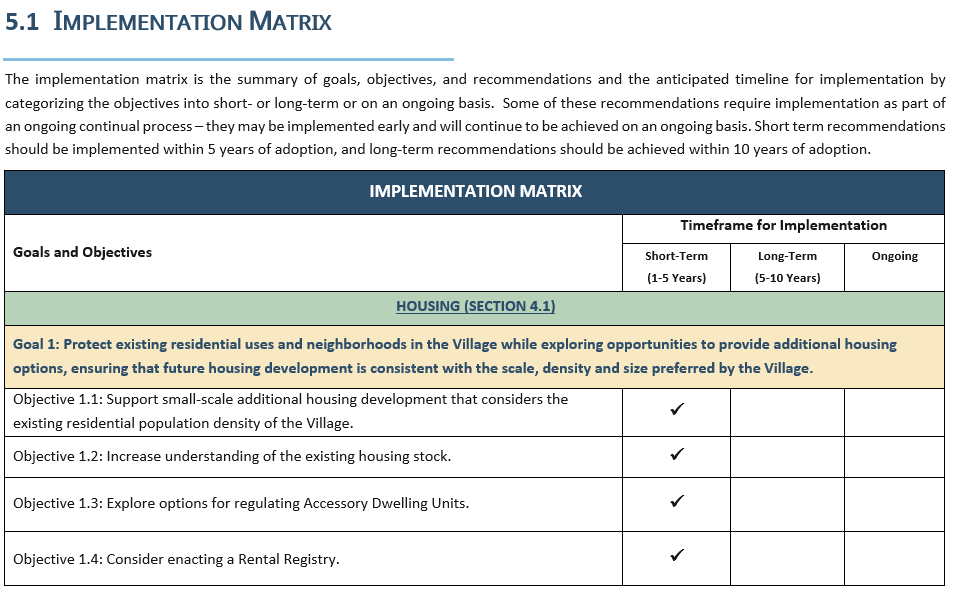 5.1 IMPLEMENTATION MATRIX
The implementation matrix is the summary of goals, objectives, and recommendations and the anticipated timeline for implementation by
categorizing the objectives into short- or long-term or on an ongoing basis.  Some of these recommendations require implementation as part of
an ongoing continual process – they may be implemented early and will continue to be achieved on an ongoing basis. Short term recommendations
should be implemented within 5 years of adoption, and long-term recommendations should be achieved within 10 years of adoption.
IMPLEMENTATION MATRIX
Goals and Objectives
Timeframe for Implementation
Short-Term
(1-5 Years)
Long-Term
(5-10 Years)
Ongoing
HOUSING (SECTION 4.1)
Goal 1: Protect existing residential uses and neighborhoods in the Village while exploring opportunities to provide additional housing
options, ensuring that future housing development is consistent with the scale, density and size preferred by the Village.
Objective 1.1: Support small-scale additional housing development that considers the
existing residential population density of the Village.
✓
Objective 1.2: Increase understanding of the existing housing stock.
✓
Objective 1.3: Explore options for regulating Accessory Dwelling Units.
✓
Objective 1.4: Consider enacting a Rental Registry.
✓